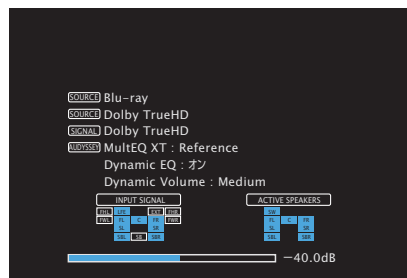 SOURCE Blu-ray
SOURCE Dolby TrueHD
SIGNAL Dolby TrueHD
AUDYSSEY MultEQ XT : Reference
Dynamic EQ : オン
Dynamic Volume : Medium
INPUT SIGNAL ACTIVE SPEAKERS
FHL LFE EXT FHR SW
FWL FL C FR FWR FL C FR
SL SR SL SR
SBL SB SBR SBL SBR
-40.0dB